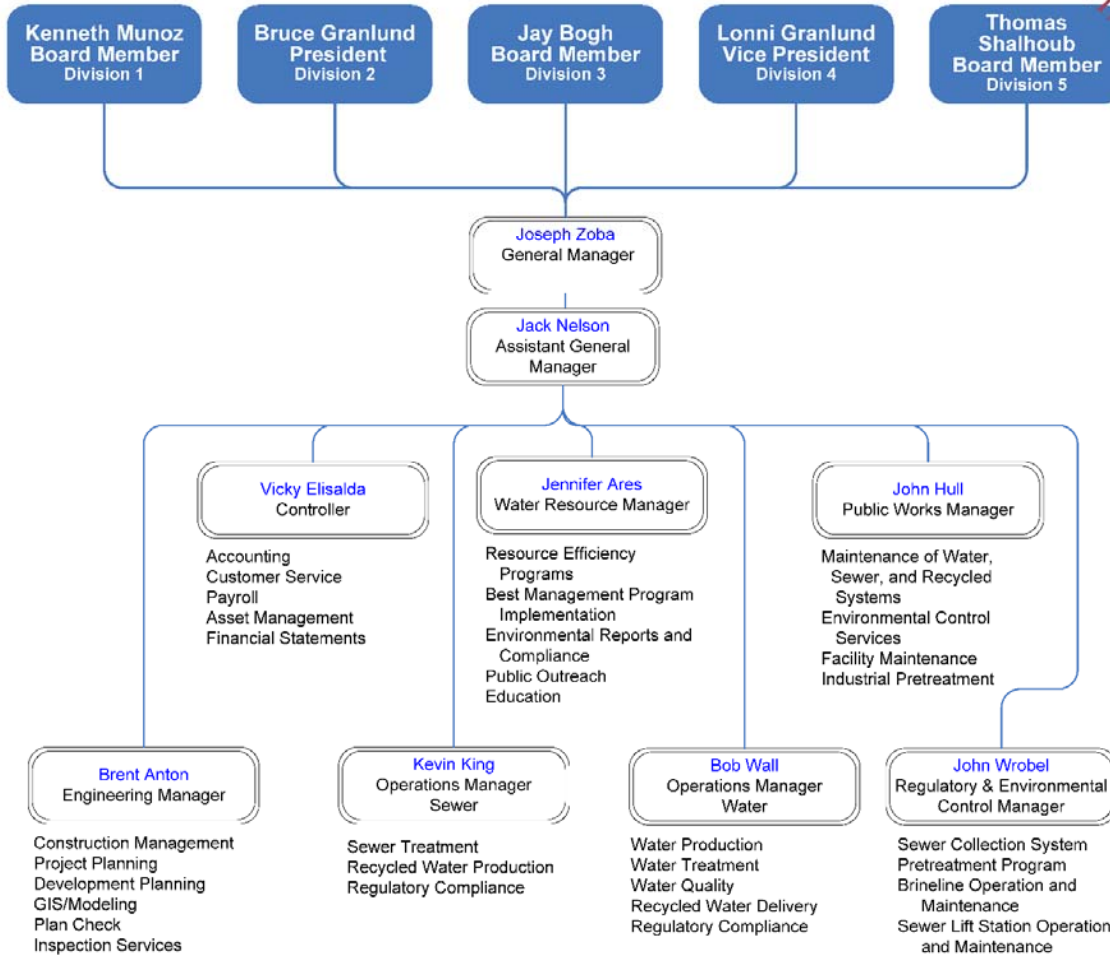 Kenneth Munoz
Board Member
Division 1
Bruce Granlund
President
Division 2
Jay Bogh
Board Member
Division 3
Lonni Granlund
Vice President
Division 4
Thomas
Shalhoub
Board Member
Division 5
Joseph Zoba
General Manager
Jack Nelson
Assistant General
Manager
Vicky Elisalda
Controller
Accounting
Customer Service
Payroll
Asset Management
Financial Statements
Jennifer Ares
Water Resource Manager
Resource Efficiency
Programs
Best Management Program
Implementation
Environmental Reports and
Compliance
Public Outreach
Education
John Hull
Public Works Manager
Maintenance of Water,
Sewer, and Recycled
Systems
Environmental Control
Services
Facility Maintenance
Industrial Pretreatment
Brent Anton
Engineering Manager
Construction Management
Project Planning
Development Planning
GIS/Modeling
Plan Check
Inspection Services
Kevin King
Operations Manager
Sewer
Sewer Treatment
Recycled Water Production
Regulatory Compliance
Bob Wall
Operations Manager
Water
Water Production
Water Treatment
Water Quality
Recycled Water Delivery
Regulatory Compliance
John Wrobel
Regulatory & Environmental
Control Manager
Sewer Collection System
Pretreatment Program
Brineline Operation and
Maintenance
Sewer Lift Station Operation
and Maintenance